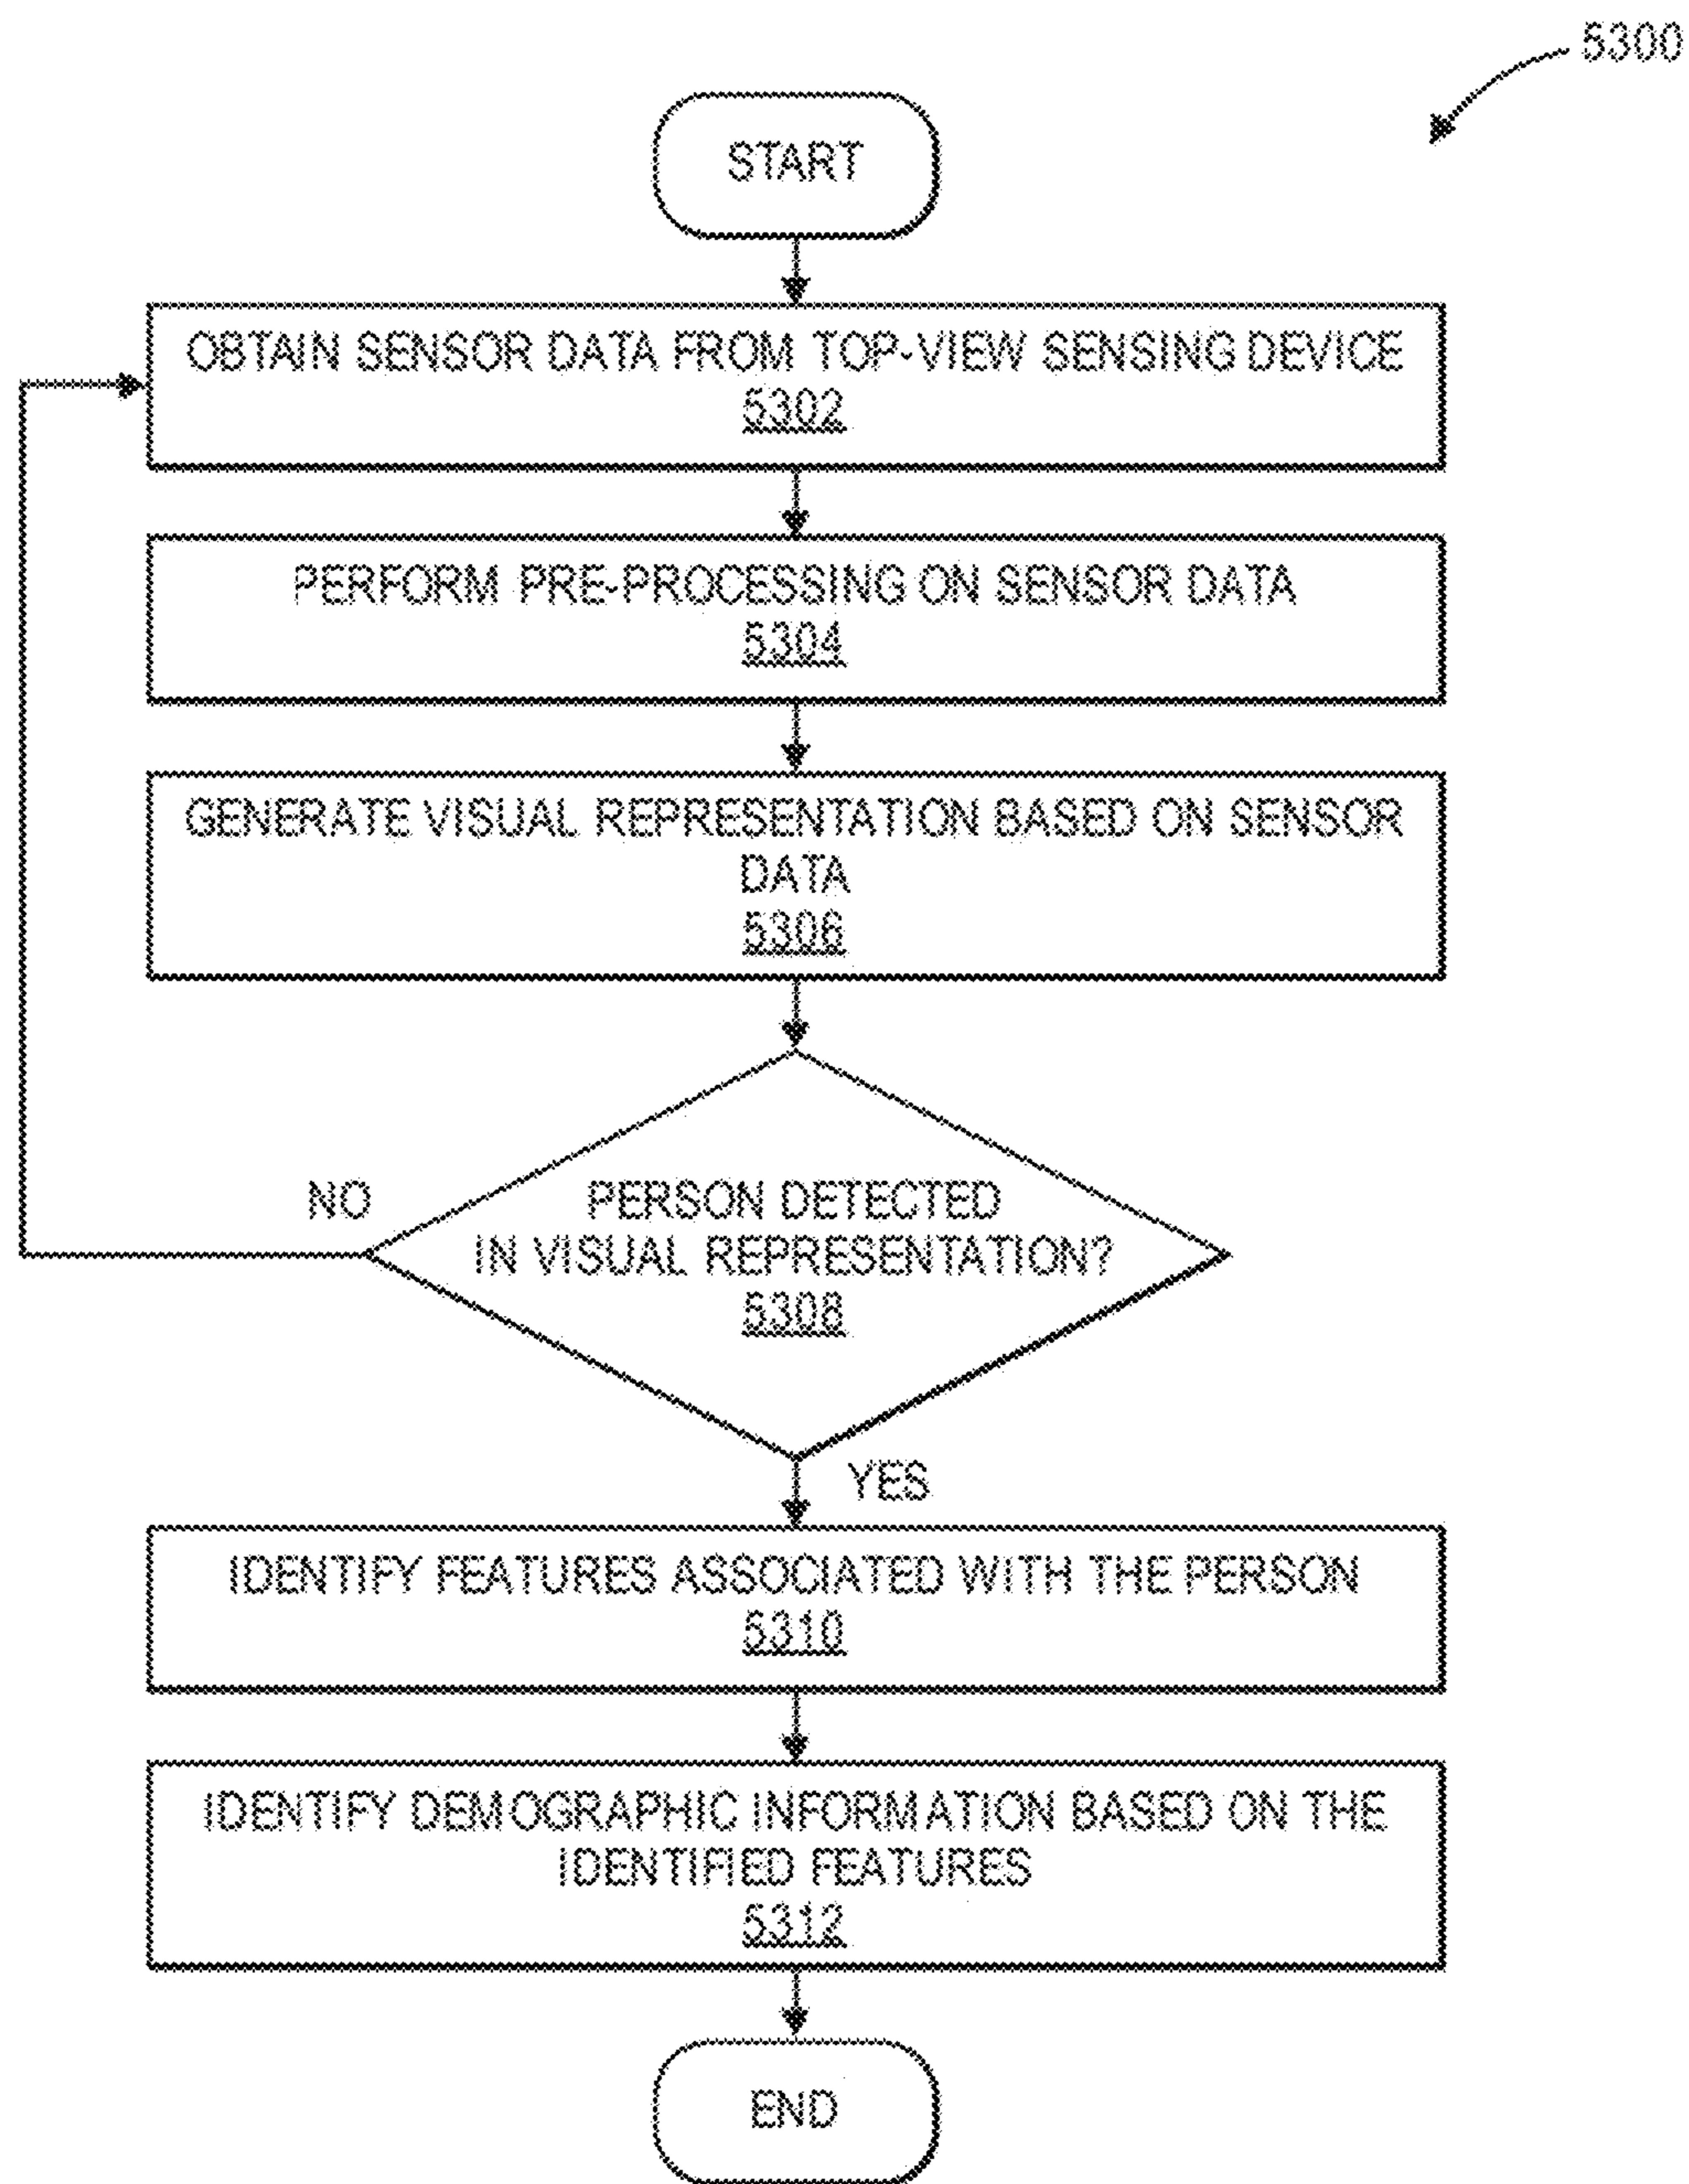 5300
START
OBTAIN SENSOR DATA FROM TOP-VIEW SENSING DEVICE
5302
PERFORM PRE-PROCESSING ON SENSOR DATA
5304
GENERATE VISUAL REPRESENTATION BASED ON SENSOR
DATA
5306
PERSON DETECTED
IN VISUAL REPRESENTATION?
5308
NO
YES
IDENTIFY FEATURES ASSOCIATED WITH THE PERSON
5310
IDENTIFY DEMOGRAPHIC INFORMATION BASED ON THE
IDENTIFIED FEATURES
5312
END